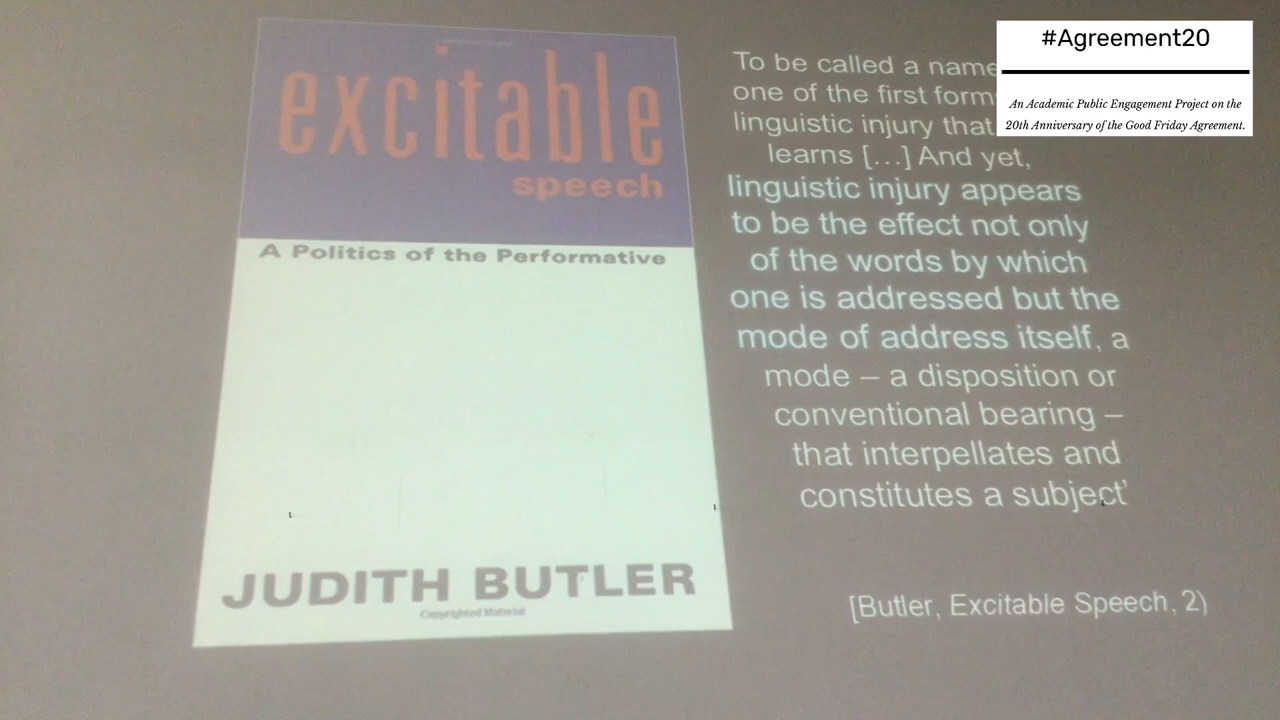 excitable
speech
A Politics of the Performative
JUDITH BUTLER
Copyrighted Material
To be called a name
one of the first form
linguistic injury that
learns […] And yet,
linguistic injury appears
to be the effect not only
of the words by which
one is addressed but the
mode of address itself, a
mode – a disposition or
conventional bearing –
that interpellates and
constitutes a subject’
[Butler, Excitable Speech, 2)
#Agreement20
An Academic Public Engagement Project on the
20th Anniversary of the Good Friday Agreement.